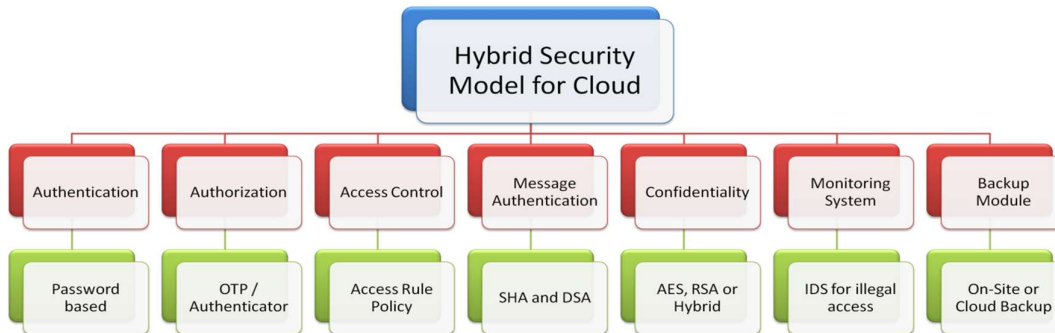 Hybrid Security
Model for Cloud
Authentication
Authorization
Access Control
Message
Authentication
Confidentiality
Monitoring
System
Backup
Module
Password
based
OTP /
Authenticator
Access Rule
Policy
SHA and DSA
AES, RSA or
Hybrid
IDS for illegal
access
On-Site or
Cloud Backup